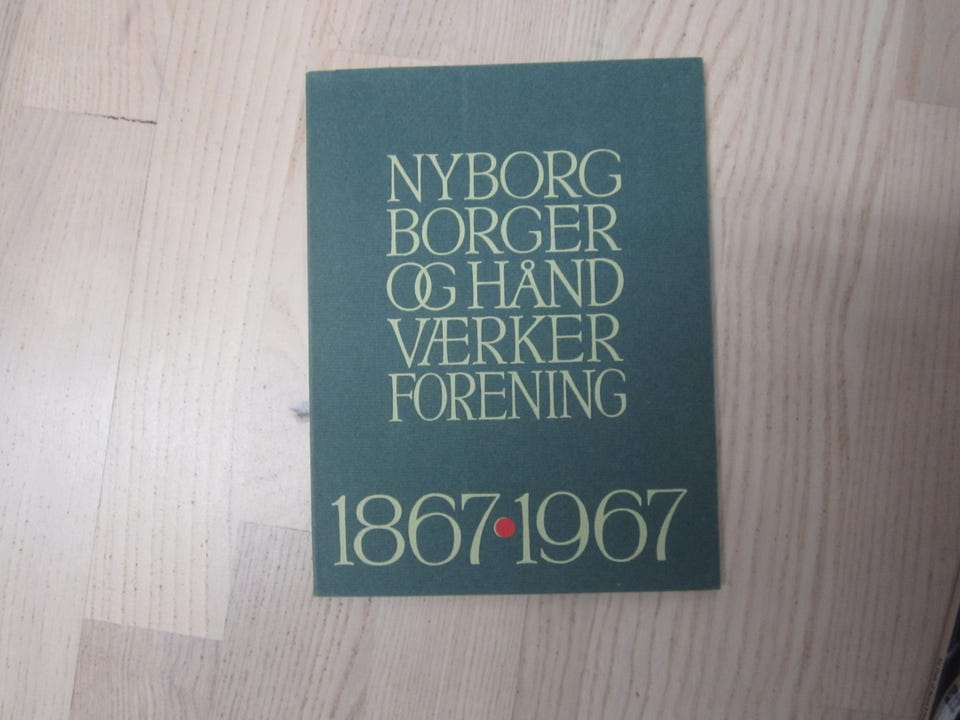 NYBORG
BORGER
OG HÅND
VÆRKER
FORENING
1867•1967